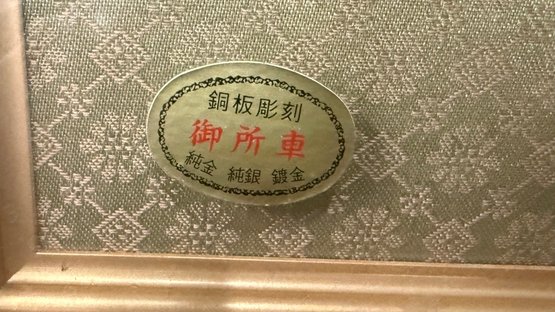 銅板彫刻
御所車
純金 純銀 鍍金